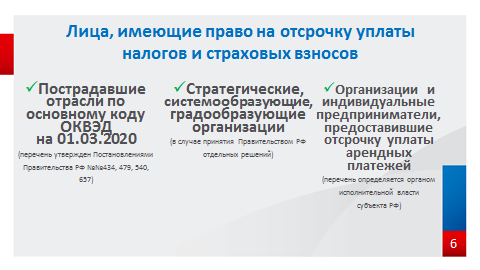 Лица, имеющие право на отсрочку уплаты
налогов и страховых взносов
Пострадавшие
отрасли по
основному коду
ОКВЭД
на 01.03.2020
(перечень утвержден Постановлениями
Правительства РФ №№434, 479, 540,
657)
Стратегические,
системообразующие,
градообразующие
организации
(в случае принятия Правительством РФ
отдельных решений)
Организации и
индивидуальные
предприниматели,
предоставившие
отсрочку уплаты
арендных
платежей
(перечень определяется органом
исполнительной власти
субъекта РФ)
6